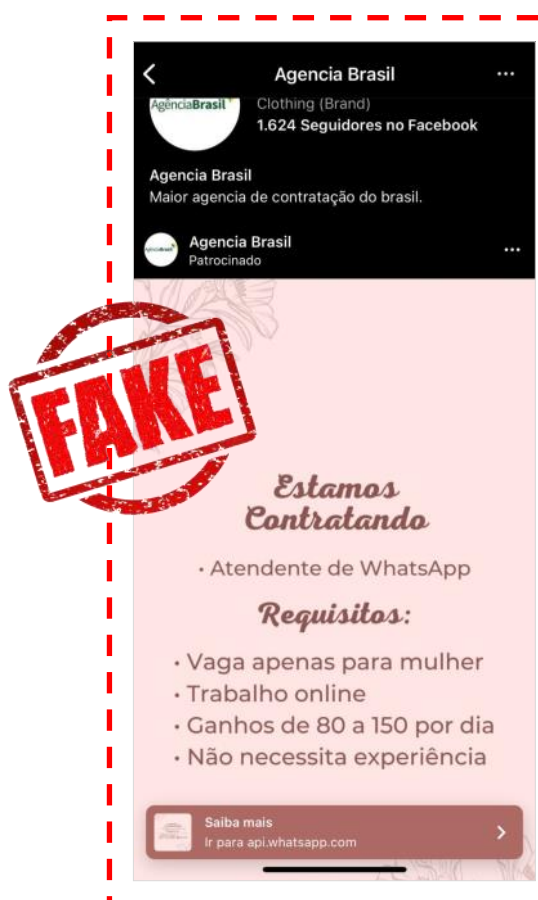 Agencia Brasil
AgênciaBrasil
Clothing (Brand)
1.624 Seguidores no Facebook
Agencia Brasil
Maior agencia de contratação do brasil.
Agencia Brasil
Patrocinado
FAKE
Estamos
Contratando
• Atendente de WhatsApp
Requisitos:
• Vaga apenas para mulher
• Trabalho online
• Ganhos de 80 a 150 por dia
• Não necessita experiência
Saiba mais
Ir para api.whatsapp.com